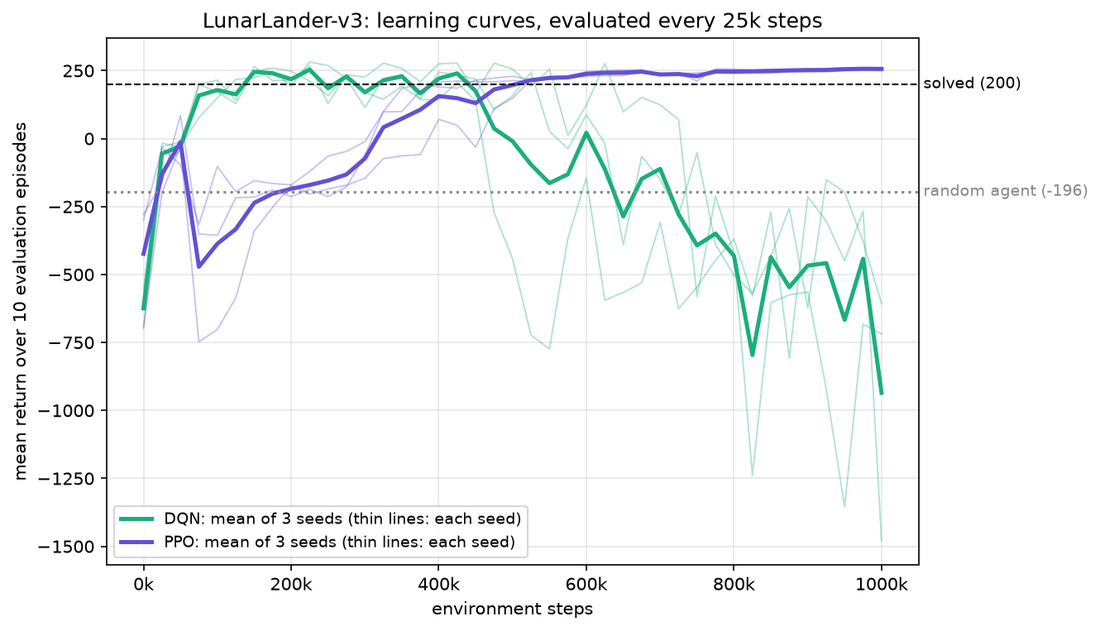 LunarLander-v3: learning curves, evaluated every 25k steps
mean return over 10 evaluation episodes
250
0
−250
−500
−750
−1000
−1250
−1500
solved (200)
random agent (-196)
DQN: mean of 3 seeds (thin lines: each seed)
PPO: mean of 3 seeds (thin lines: each seed)
0k
200k
400k
600k
800k
1000k
environment steps